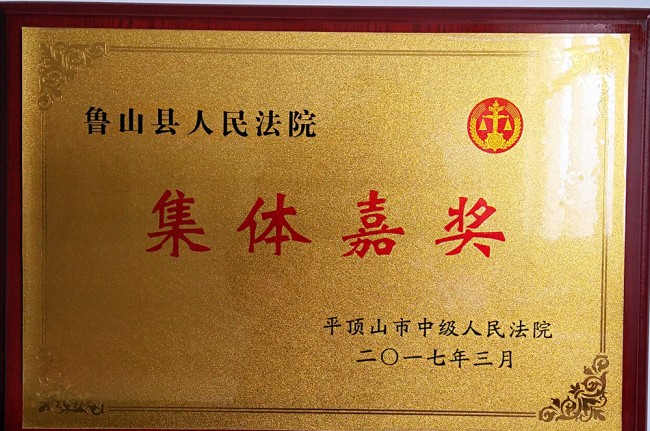 鲁山县人民法院
集体嘉奖
平顶山市中级人民法院
二〇一七年三月